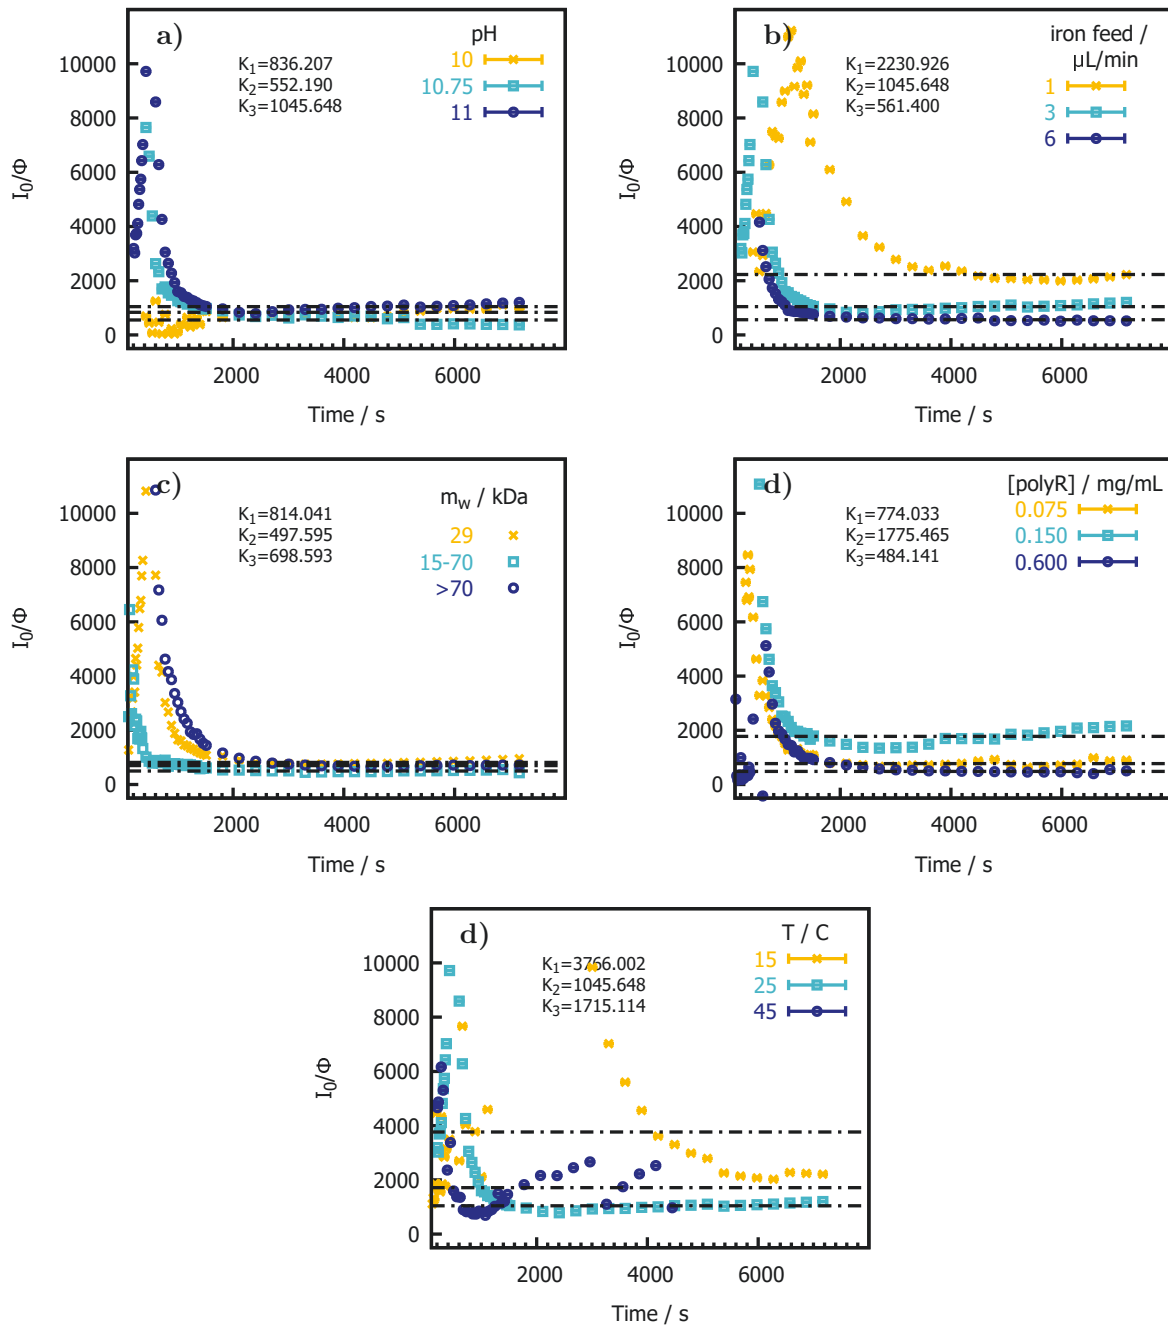 a)
pH
K1=836.207
K2=552.190
K3=1045.648
10
10.75
11
10000
8000
6000
4000
2000
0
I0/Φ
2000 4000 6000
Time / s
b)
iron feed /
μL/min
K1=2230.926
K2=1045.648
K3=561.400
1
3
6
10000
8000
6000
4000
2000
0
I0/Φ
2000 4000 6000
Time / s
c)
mw / kDa
K1=814.041
K2=497.595
K3=698.593
29
15-70
>70
10000
8000
6000
4000
2000
0
I0/Φ
2000 4000 6000
Time / s
d)
[polyR] / mg/mL
K1=774.033
K2=1775.465
K3=484.141
0.075
0.150
0.600
10000
8000
6000
4000
2000
0
I0/Φ
2000 4000 6000
Time / s
d)
T / C
K1=3766.002
K2=1045.648
K3=1715.114
15
25
45
10000
8000
6000
4000
2000
0
I0/Φ
2000 4000 6000
Time / s